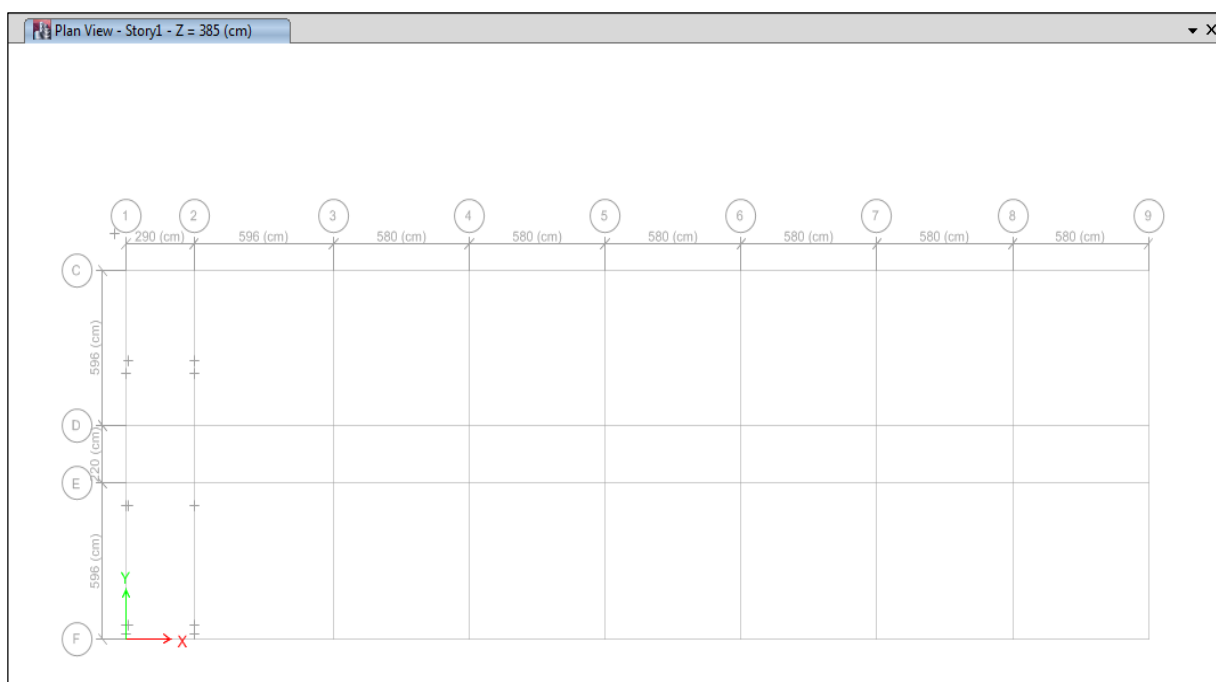 Plan View - Story1 - Z = 385 (cm)
1 2 3 4 5 6 7 8 9
290 (cm) 596 (cm) 580 (cm) 580 (cm) 580 (cm) 580 (cm) 580 (cm) 580 (cm)
C
596 (cm)
D
220 (cm)
E
596 (cm)
Y
F
X